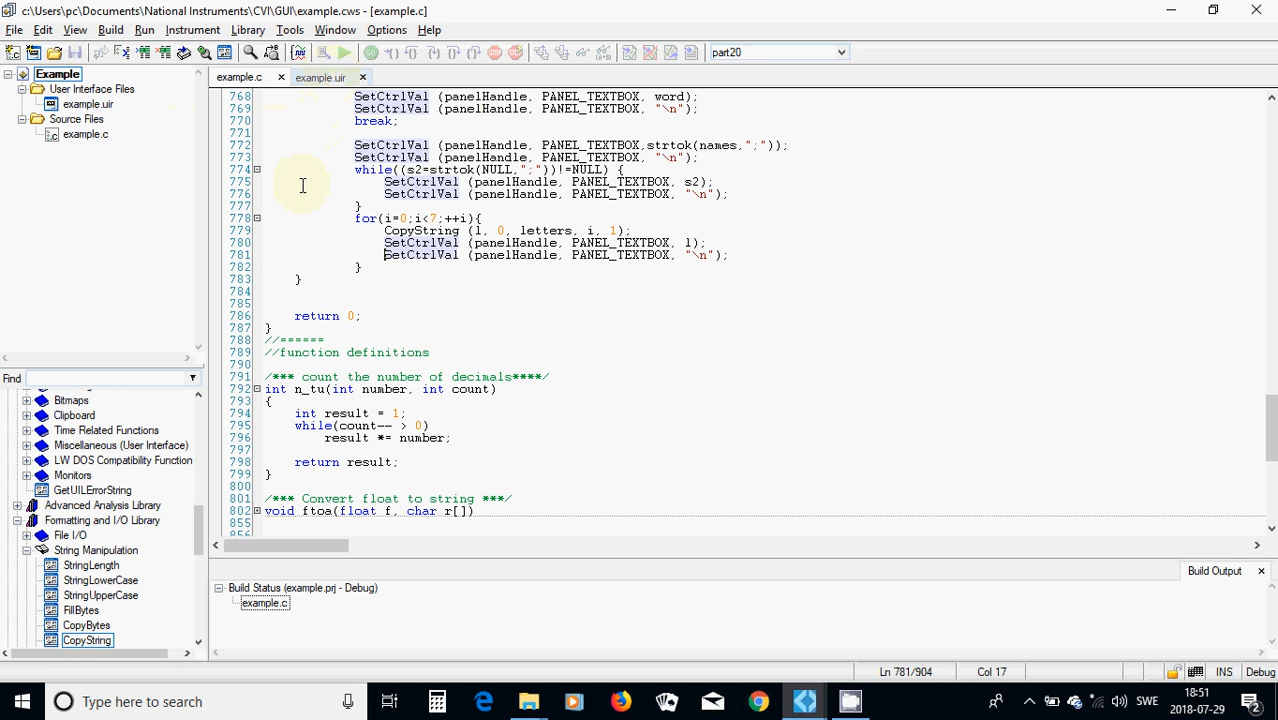 c:\Users\pc\Documents\National Instruments\CVI\GUI\example.cws - [example.c]
File Edit View Build Run Instrument Library Tools Window Options Help
part20
Example
User Interface Files
example.uir
Source Files
example.c
example.c
example.uir
768 SetCtrlVal (panelHandle, PANEL_TEXTBOX, word);
769 SetCtrlVal (panelHandle, PANEL_TEXTBOX, "\n");
770 break;
771
772 SetCtrlVal (panelHandle, PANEL_TEXTBOX,strtok(names,";"));
773 SetCtrlVal (panelHandle, PANEL_TEXTBOX, "\n");
774 while((s2=strtok(NULL,";"))!=NULL) {
775 SetCtrlVal (panelHandle, PANEL_TEXTBOX, s2);
776 SetCtrlVal (panelHandle, PANEL_TEXTBOX, "\n");
777 }
778 for(i=0;i<7;++i){
779 CopyString (l, 0, letters, i, 1);
780 SetCtrlVal (panelHandle, PANEL_TEXTBOX, l);
781 SetCtrlVal (panelHandle, PANEL_TEXTBOX, "\n");
782 }
783 }
784
785
786 return 0;
787 }
788 //======
789 //function definitions
790
791 /*** count the number of decimals****/
792 int n_tu(int number, int count)
793 {
794 int result = 1;
795 while(count-- > 0)
796 result *= number;
797
798 return result;
799 }
800
801 /*** Convert float to string ***/
802 void ftoa(float f, char r[])
855
856
Find
Bitmaps
Clipboard
Time Related Functions
Miscellaneous (User Interface)
LW DOS Compatibility Function
Monitors
GetUILErrorString
Advanced Analysis Library
Formatting and I/O Library
File I/O
String Manipulation
StringLength
StringLowerCase
StringUpperCase
FillBytes
CopyBytes
CopyString
Build Output
Build Status (example.prj - Debug)
example.c
Ln 781/904 Col 17 INS Debug
Type here to search
SWE
18:51
2018-07-29
2